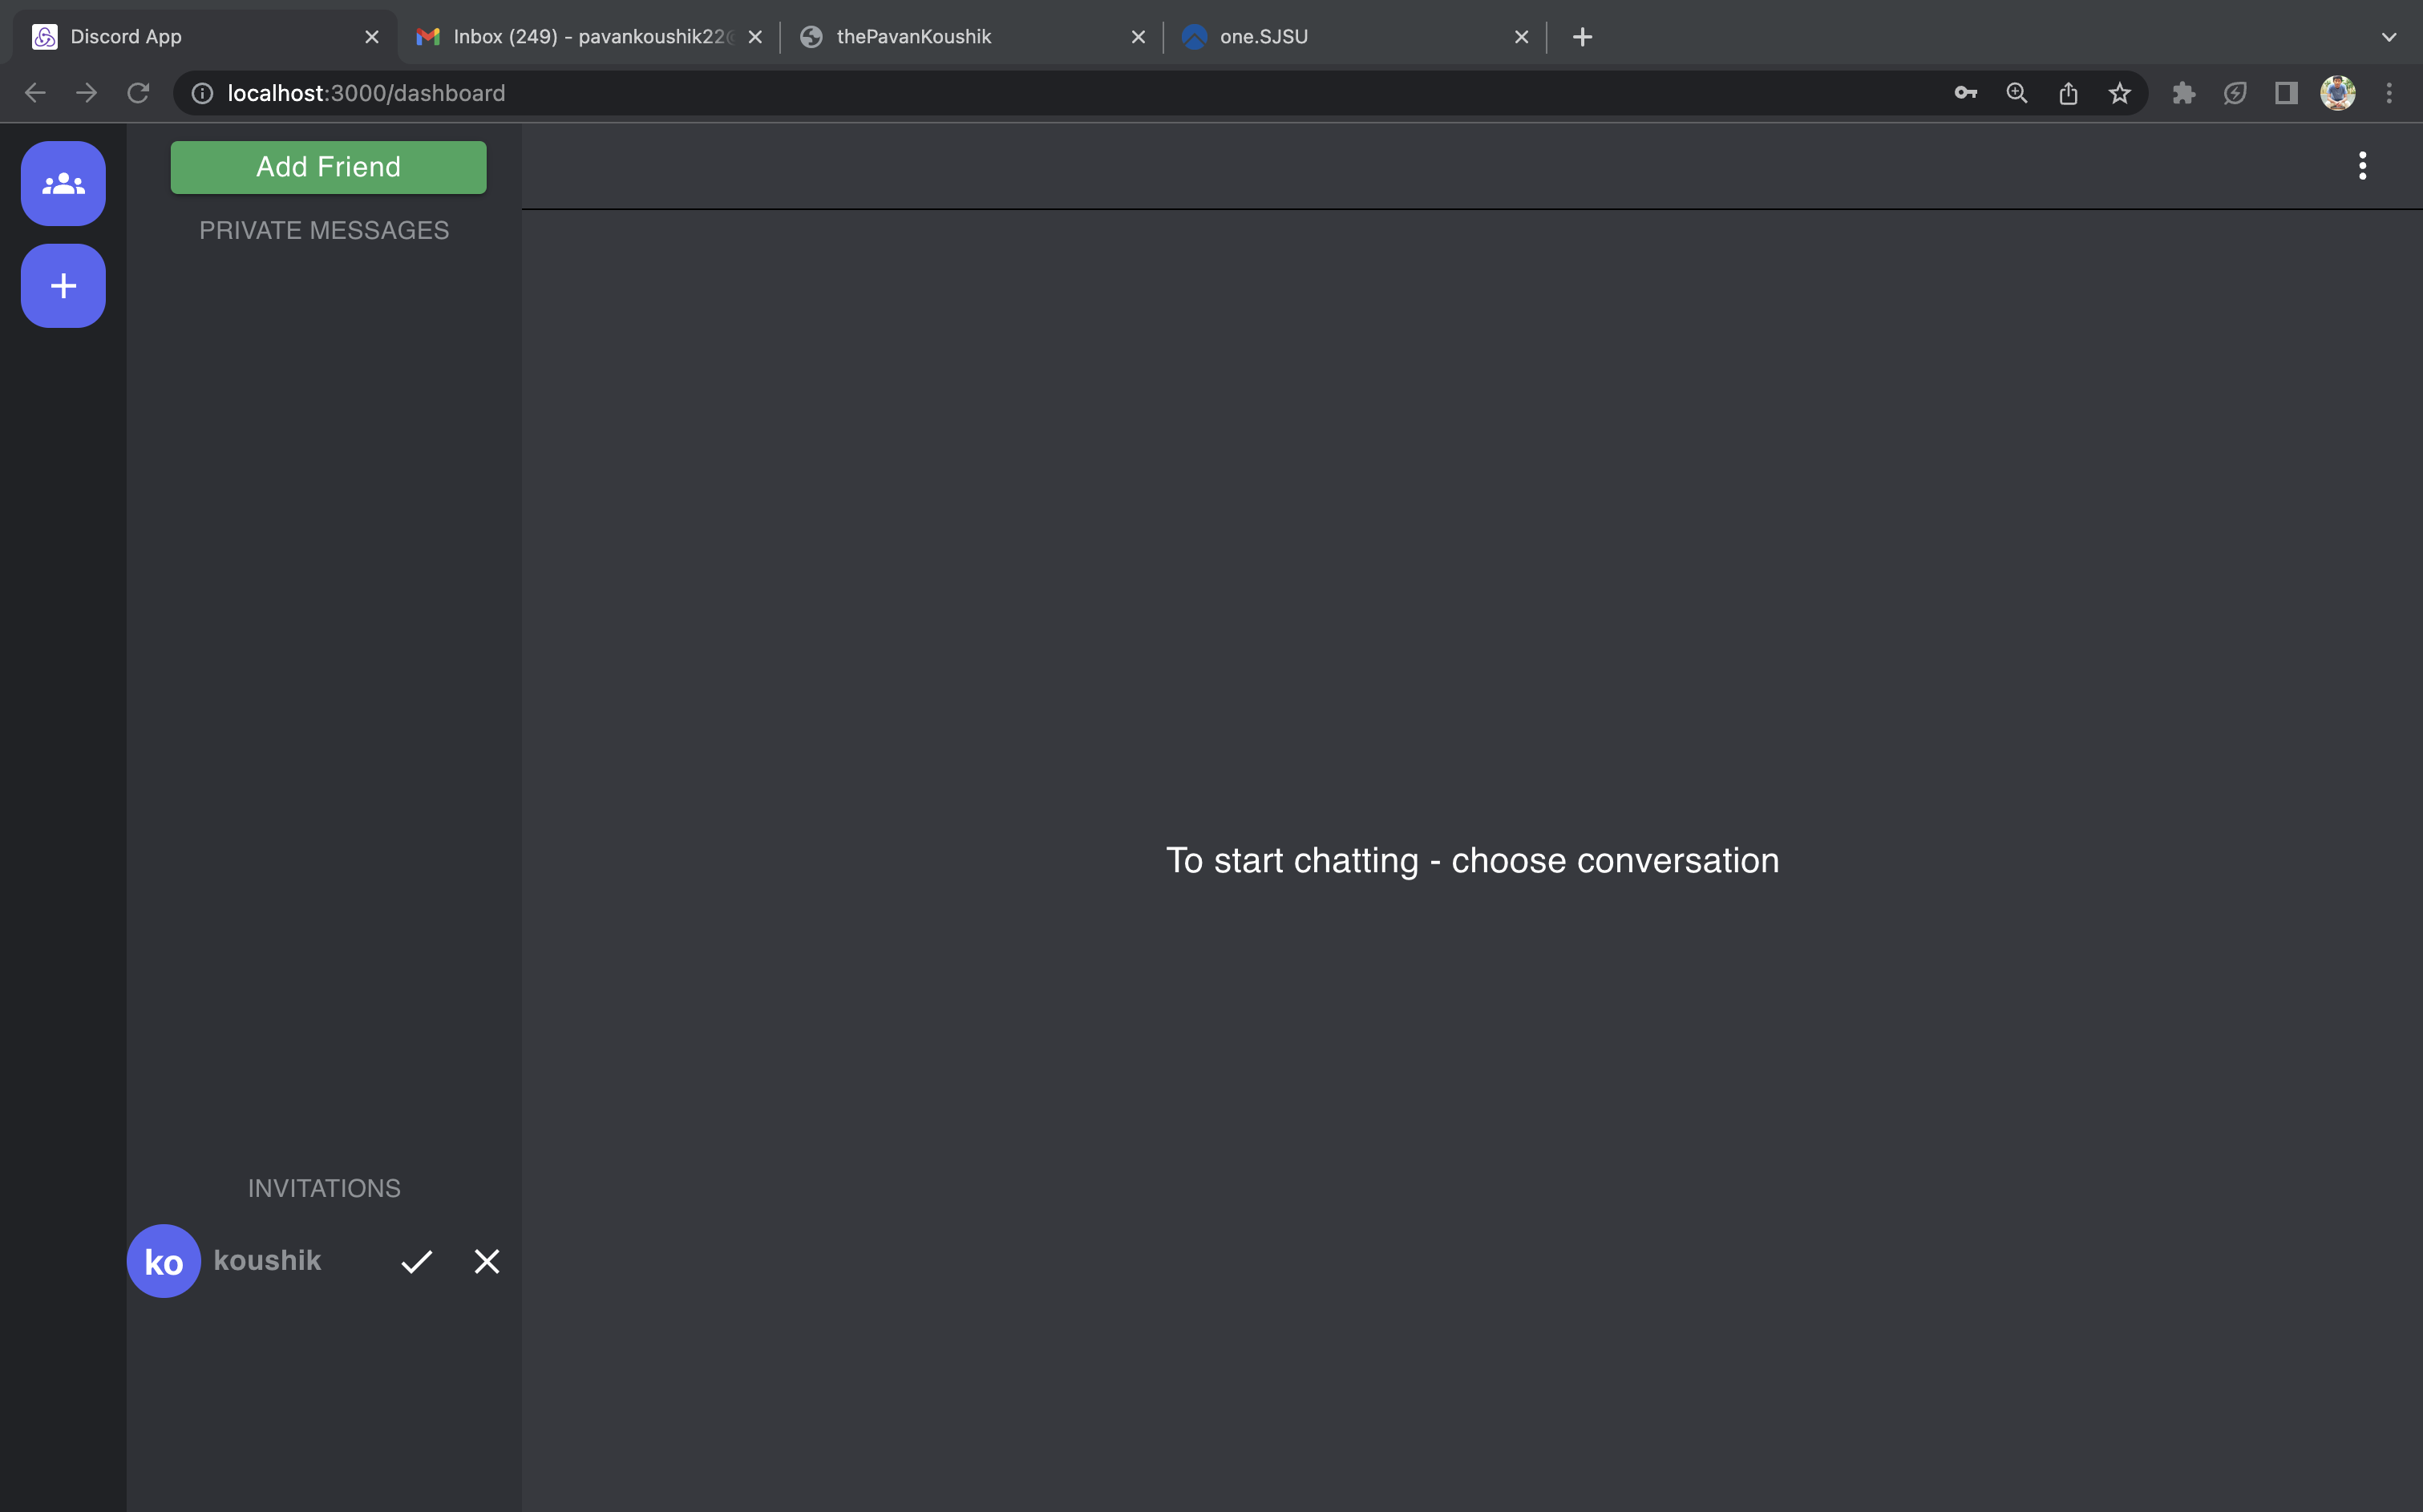 Discord App
Inbox (249) - pavankoushik22@
thePavanKoushik
one.SJSU
localhost:3000/dashboard
Add Friend
PRIVATE MESSAGES
To start chatting - choose conversation
INVITATIONS
ko koushik